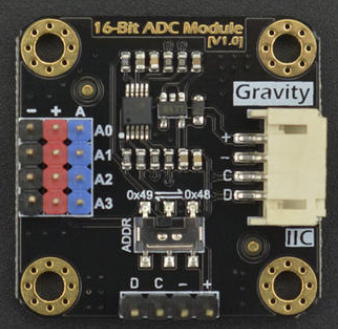 16-Bit ADC Module
[V1.0]
Gravity
- + A
A0
A1
A2
A3
+
-
C
D
0x49 0x48
ADDR
IIC
D C - +